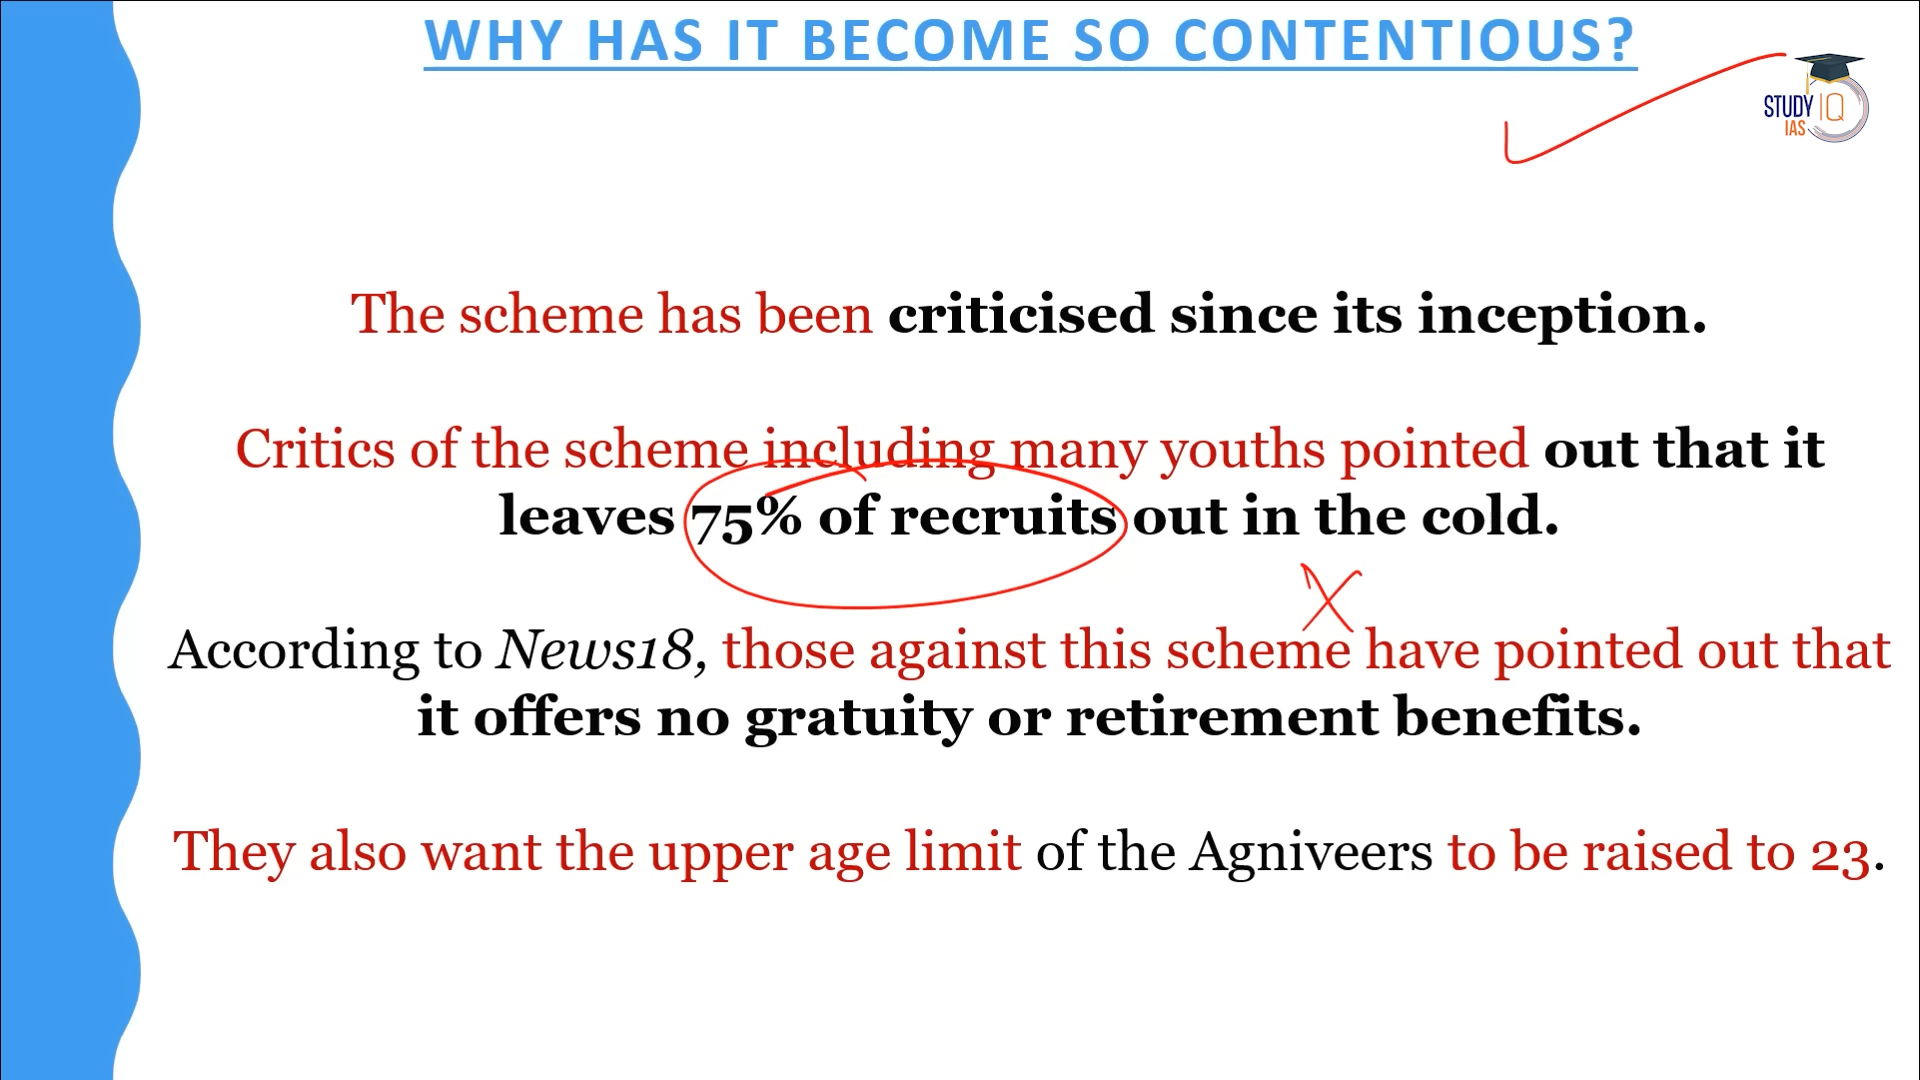 WHY HAS IT BECOME SO CONTENTIOUS?
STUDY IQ
IAS
The scheme has been criticised since its inception.
Critics of the scheme including many youths pointed out that it
leaves 75% of recruits out in the cold.
According to News18, those against this scheme have pointed out that
it offers no gratuity or retirement benefits.
They also want the upper age limit of the Agniveers to be raised to 23.